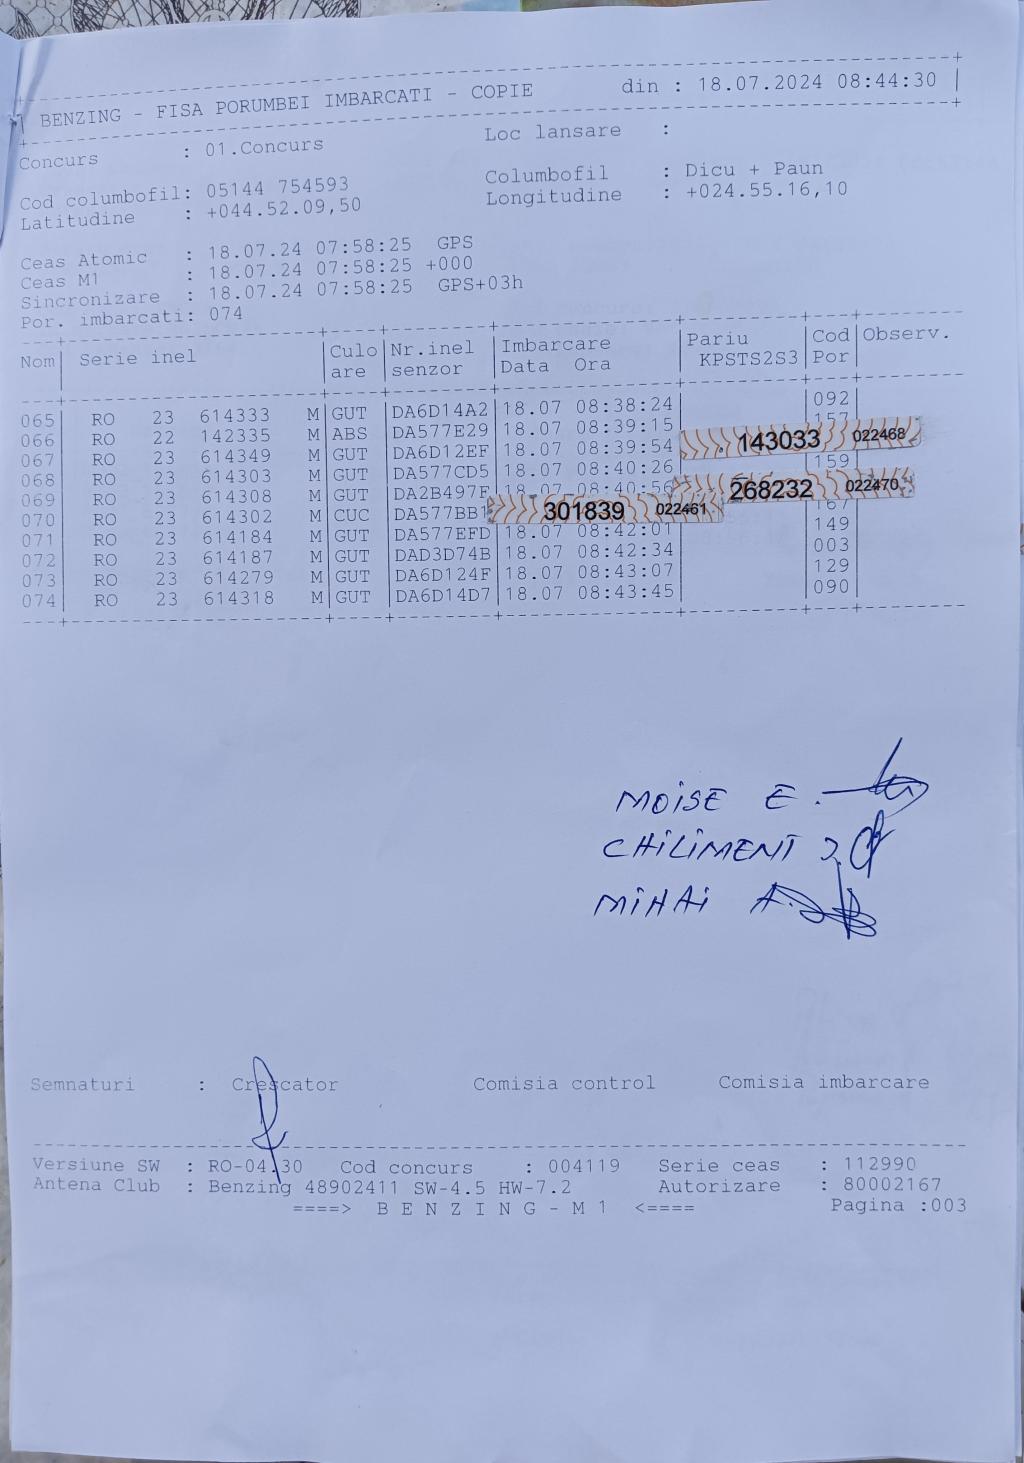 BENZING - FISA PORUMBEI IMBARCATI - COPIE din : 18.07.2024 08:44:30
Concurs : 01.Concurs Loc lansare :
Cod columbofil: 05144 754593 Columbofil : Dicu + Paun
Latitudine : +044.52.09,50 Longitudine : +024.55.16,10
Ceas Atomic : 18.07.24 07:58:25 GPS
Ceas M1 : 18.07.24 07:58:25 +000
Sincronizare : 18.07.24 07:58:25 GPS+03h
Por. imbarcati: 074
Nom| Serie inel |Culo|Nr.inel|Imbarcare |Pariu |Cod|Observ.
are |senzor |Data Ora | KPSTS2S3|Por|
065| RO 23 614333 M|GUT |DA6D14A2|18.07 08:38:24| |092|
066| RO 22 142335 M|ABS |DA577E29|18.07 08:39:15| |157|
067| RO 23 614349 M|GUT |DA6D12EF|18.07 08:39:54| 143033 022468
068| RO 23 614303 M|GUT |DA577CD5|18.07 08:40:26| |159|
069| RO 23 614308 M|GUT |DA2B497F|18.07 08:40:56| 268232 022470
070| RO 23 614302 M|CUC |DA577BB 301839 022461 |167|
071| RO 23 614184 M|GUT |DA577EFD|18.07 08:42:01| |149|
072| RO 23 614187 M|GUT |DAD3D74B|18.07 08:42:34| |003|
073| RO 23 614279 M|GUT |DA6D124F|18.07 08:43:07| |129|
074| RO 23 614318 M|GUT |DA6D14D7|18.07 08:43:45| |090|
MOISE E.
CHILIMENT
MIHAI A.
Semnaturi : Crescator Comisia control Comisia imbarcare
Versiune SW : RO-04.30 Cod concurs : 004119 Serie ceas : 112990
Antena Club : Benzing 48902411 SW-4.5 HW-7.2 Autorizare : 80002167
====> B E N Z I N G - M 1 <==== Pagina :003